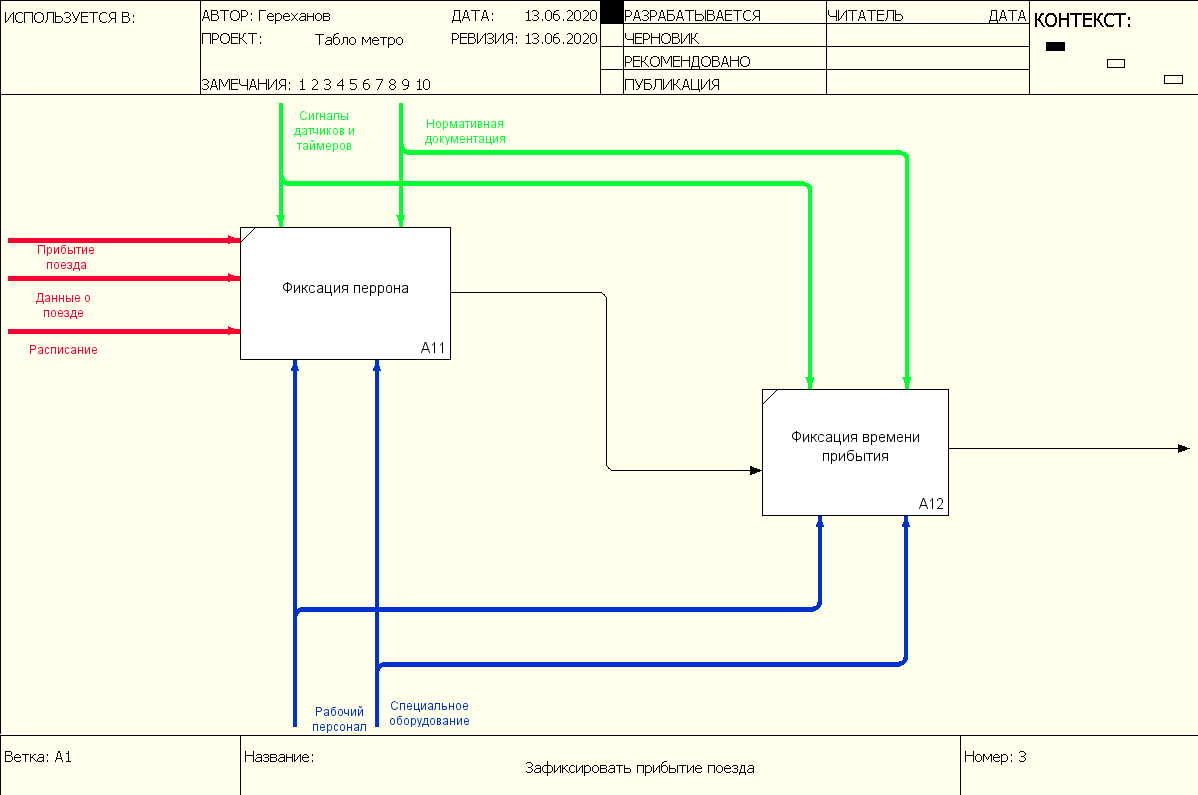 ИСПОЛЬЗУЕТСЯ В:
АВТОР: Гереханов
ДАТА: 13.06.2020
ПРОЕКТ: Табло метро
РЕВИЗИЯ: 13.06.2020
ЗАМЕЧАНИЯ: 1 2 3 4 5 6 7 8 9 10
РАЗРАБАТЫВАЕТСЯ
ЧЕРНОВИК
РЕКОМЕНДОВАНО
ПУБЛИКАЦИЯ
ЧИТАТЕЛЬ
ДАТА
КОНТЕКСТ:
Сигналы
датчиков и
таймеров
Нормативная
документация
Прибытие
поезда
Данные о
поезде
Расписание
Фиксация перрона
A11
Фиксация времени
прибытия
A12
Рабочий
персонал
Специальное
оборудование
Ветка: A1
Название:
Зафиксировать прибытие поезда
Номер: 3